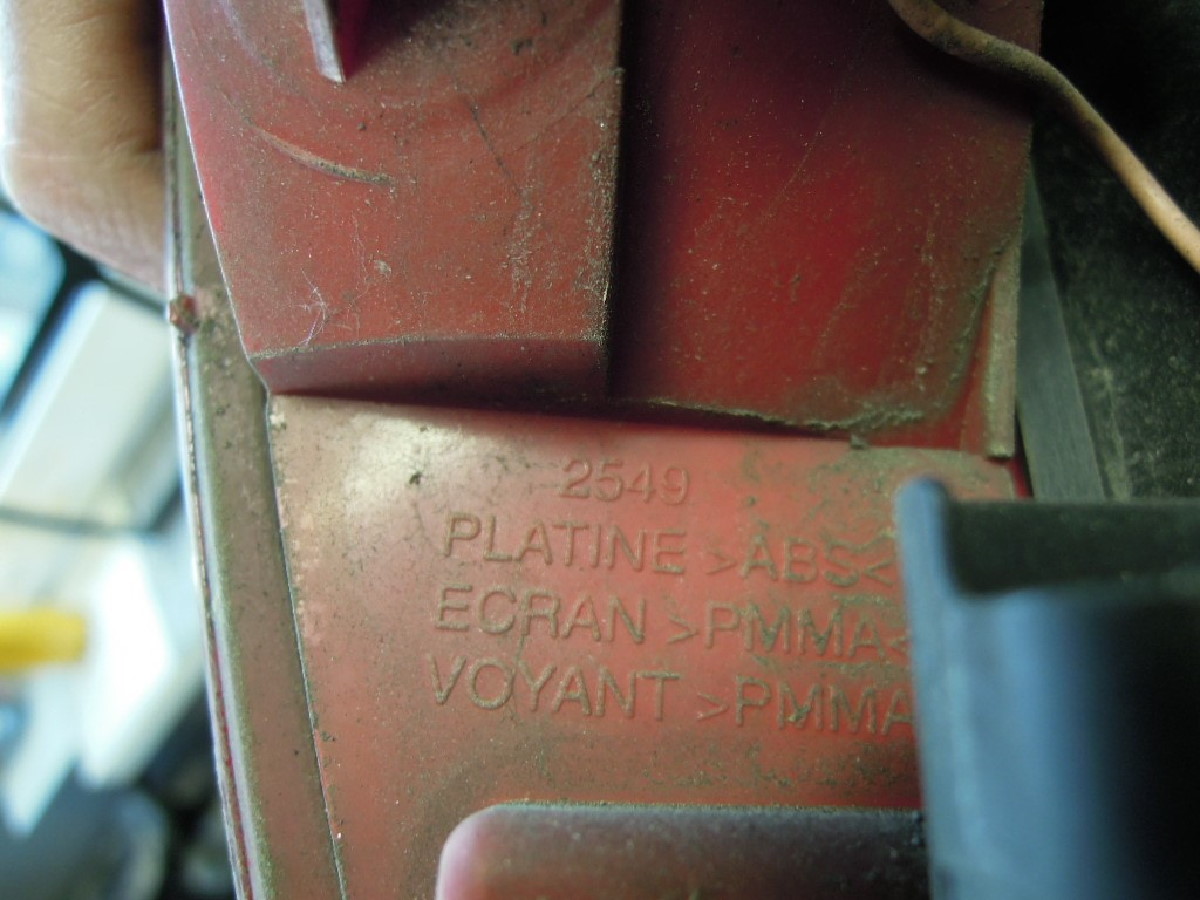 2549
PLATINE >ABS<
ECRAN >PMMA<
VOYANT >PMMA